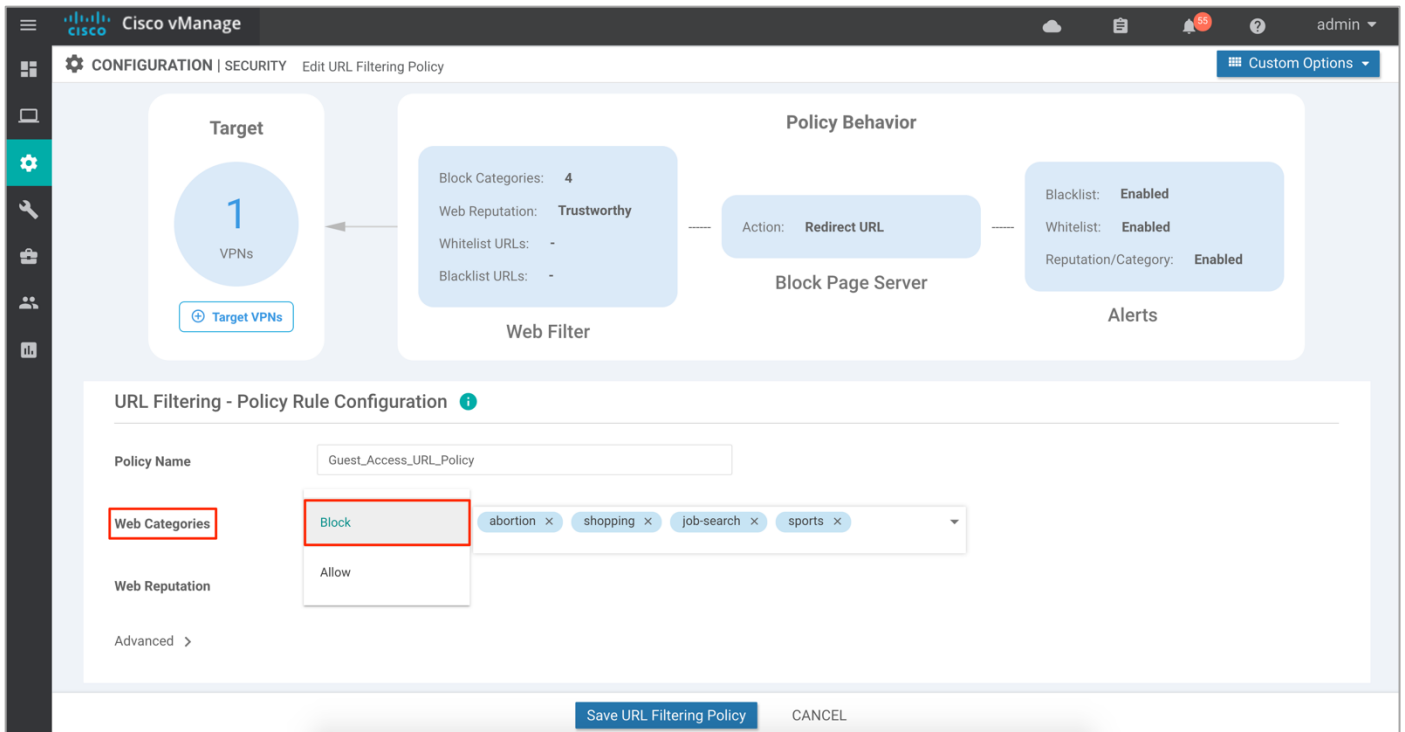 cisco Cisco vManage 55 admin
CONFIGURATION | SECURITY Edit URL Filtering Policy Custom Options
Target
1
VPNs
Target VPNs
Policy Behavior
Block Categories: 4
Web Reputation: Trustworthy
Whitelist URLs: -
Blacklist URLs: -
Web Filter
Action: Redirect URL
Block Page Server
Blacklist: Enabled
Whitelist: Enabled
Reputation/Category: Enabled
Alerts
URL Filtering - Policy Rule Configuration
Policy Name Guest_Access_URL_Policy
Web Categories Block abortion shopping job-search sports
Allow
Web Reputation
Advanced
Save URL Filtering Policy CANCEL